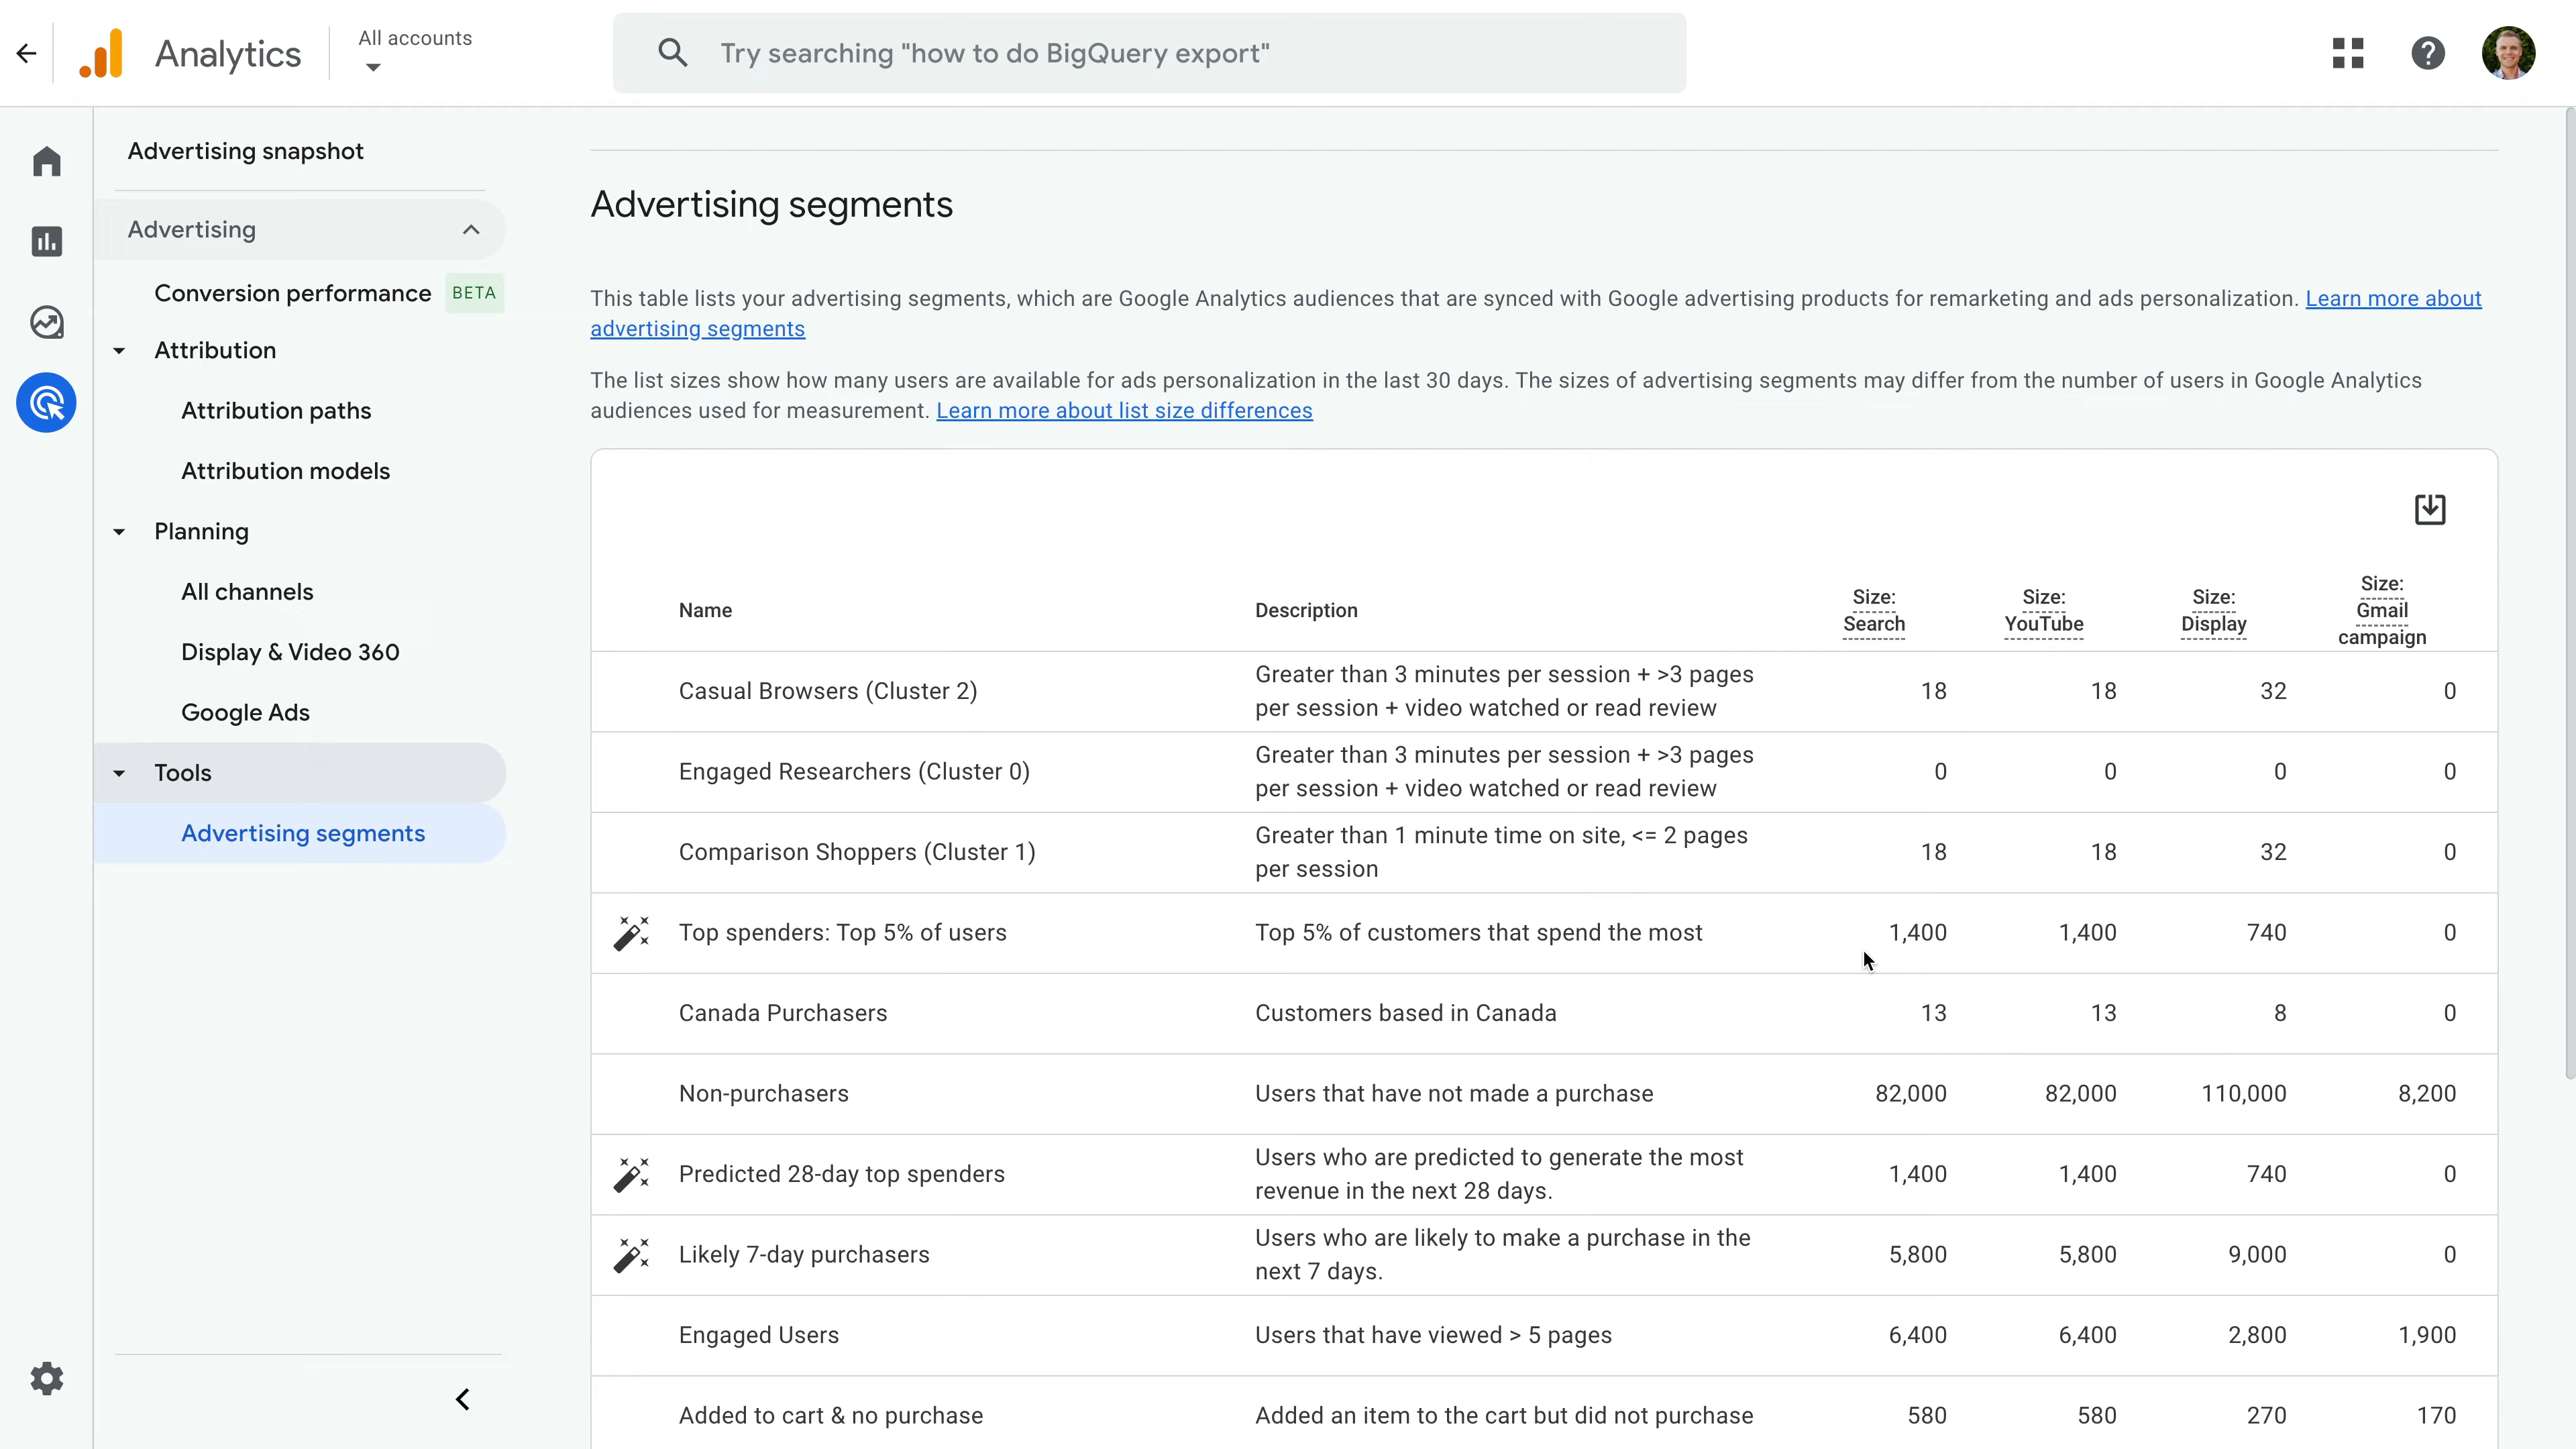 Analytics
All accounts
Try searching "how to do BigQuery export"
Advertising snapshot
Advertising
Conversion performance BETA
Attribution
Attribution paths
Attribution models
Planning
All channels
Display & Video 360
Google Ads
Tools
Advertising segments
Advertising segments
This table lists your advertising segments, which are Google Analytics audiences that are synced with Google advertising products for remarketing and ads personalization. Learn more about
advertising segments
The list sizes show how many users are available for ads personalization in the last 30 days. The sizes of advertising segments may differ from the number of users in Google Analytics
audiences used for measurement. Learn more about list size differences
Name
Description
Size:
Search
Size:
YouTube
Size:
Display
Size:
Gmail
campaign
Casual Browsers (Cluster 2)
Greater than 3 minutes per session + >3 pages
per session + video watched or read review
18 18 32 0
Engaged Researchers (Cluster 0)
Greater than 3 minutes per session + >3 pages
per session + video watched or read review
0 0 0 0
Comparison Shoppers (Cluster 1)
Greater than 1 minute time on site, <= 2 pages
per session
18 18 32 0
Top spenders: Top 5% of users
Top 5% of customers that spend the most
1,400 1,400 740 0
Canada Purchasers
Customers based in Canada
13 13 8 0
Non-purchasers
Users that have not made a purchase
82,000 82,000 110,000 8,200
Predicted 28-day top spenders
Users who are predicted to generate the most
revenue in the next 28 days.
1,400 1,400 740 0
Likely 7-day purchasers
Users who are likely to make a purchase in the
next 7 days.
5,800 5,800 9,000 0
Engaged Users
Users that have viewed > 5 pages
6,400 6,400 2,800 1,900
Added to cart & no purchase
Added an item to the cart but did not purchase
580 580 270 170